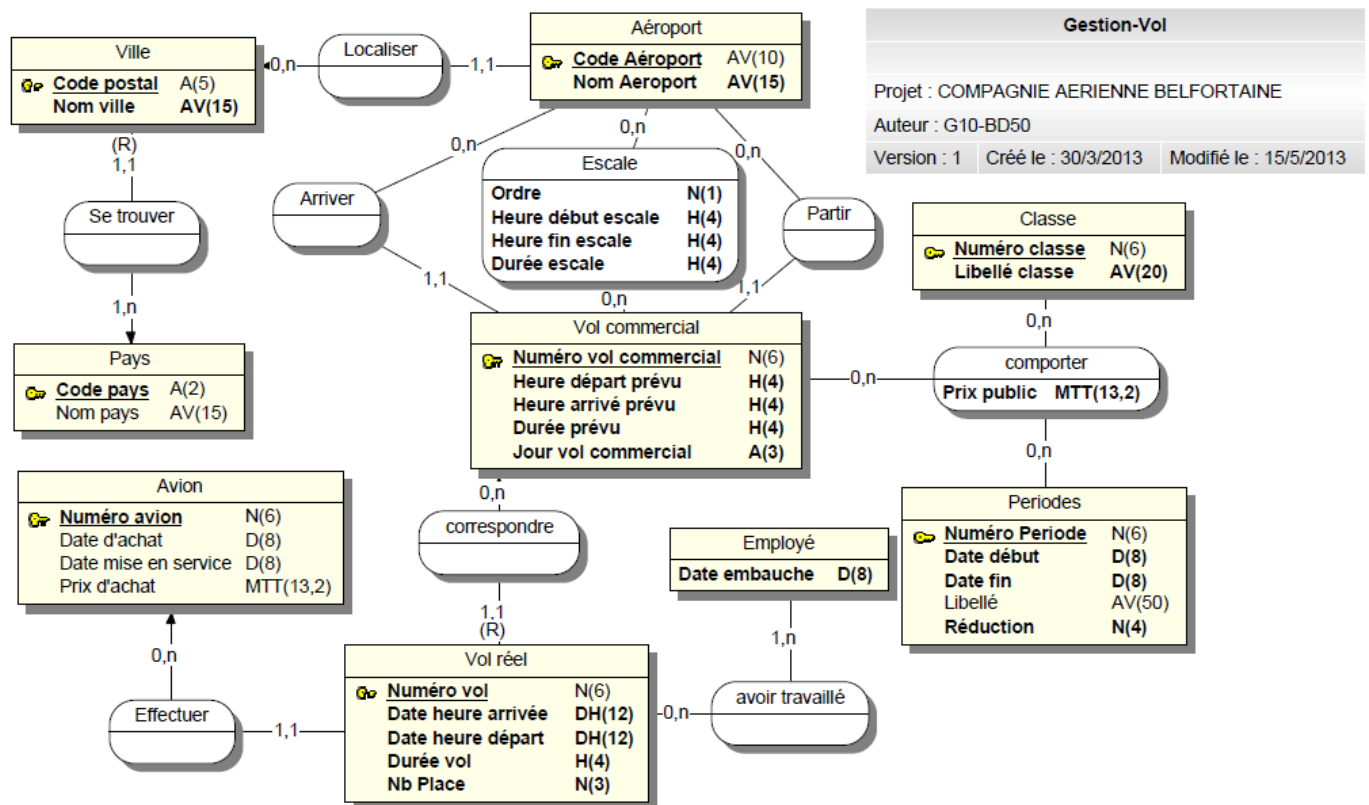 Gestion-Vol
Projet : COMPAGNIE AERIENNE BELFORTAINE
Auteur : G10-BD50
Version : 1 Créé le : 30/3/2013 Modifié le : 15/5/2013
Ville
Code postal A(5)
Nom ville AV(15)
0,n
Localiser
1,1
Aéroport
Code Aéroport AV(10)
Nom Aeroport AV(15)
(R)
1,1
Se trouver
1,n
Pays
Code pays A(2)
Nom pays AV(15)
0,n
Arriver
1,1
0,n
Escale
Ordre N(1)
Heure début escale H(4)
Heure fin escale H(4)
Durée escale H(4)
0,n
0,n
Partir
1,1
Vol commercial
Numéro vol commercial N(6)
Heure départ prévu H(4)
Heure arrivé prévu H(4)
Durée prévu H(4)
Jour vol commercial A(3)
Classe
Numéro classe N(6)
Libellé classe AV(20)
0,n
0,n
comporter
Prix public MTT(13,2)
0,n
Periodes
Numéro Periode N(6)
Date début D(8)
Date fin D(8)
Libellé AV(50)
Réduction N(4)
0,n
correspondre
1,1
(R)
Avion
Numéro avion N(6)
Date d'achat D(8)
Date mise en service D(8)
Prix d'achat MTT(13,2)
0,n
Effectuer
1,1
Vol réel
Numéro vol N(6)
Date heure arrivée DH(12)
Date heure départ DH(12)
Durée vol H(4)
Nb Place N(3)
Employé
Date embauche D(8)
1,n
avoir travaillé
0,n